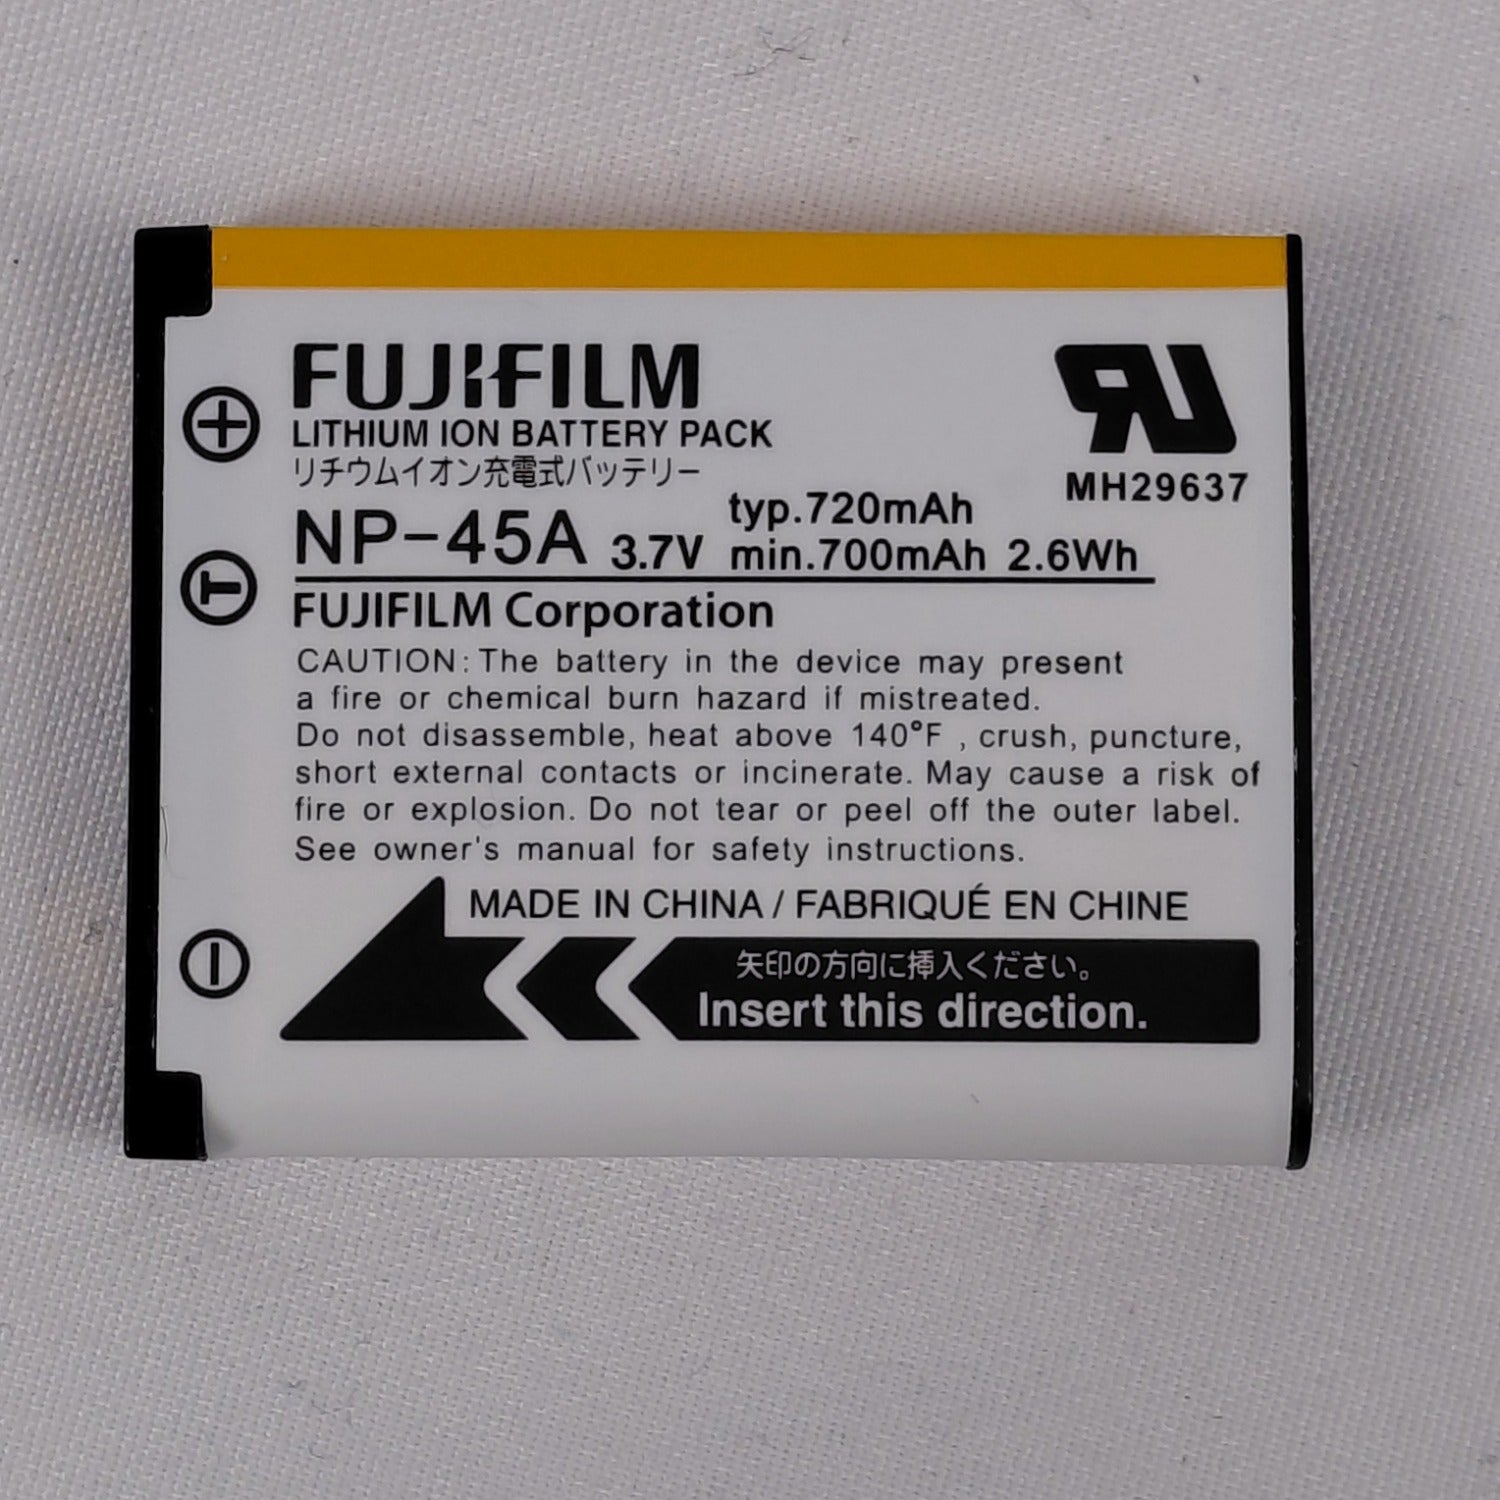 FUJIFILM
LITHIUM ION BATTERY PACK
リチウムイオン充電式バッテリー
NP-45A 3.7V typ.720mAh
min.700mAh 2.6Wh
RU
MH29637
+
T
−
FUJIFILM Corporation
CAUTION: The battery in the device may present
a fire or chemical burn hazard if mistreated.
Do not disassemble, heat above 140°F , crush, puncture,
short external contacts or incinerate. May cause a risk of
fire or explosion. Do not tear or peel off the outer label.
See owner's manual for safety instructions.
MADE IN CHINA / FABRIQUÉ EN CHINE
矢印の方向に挿入ください。
Insert this direction.